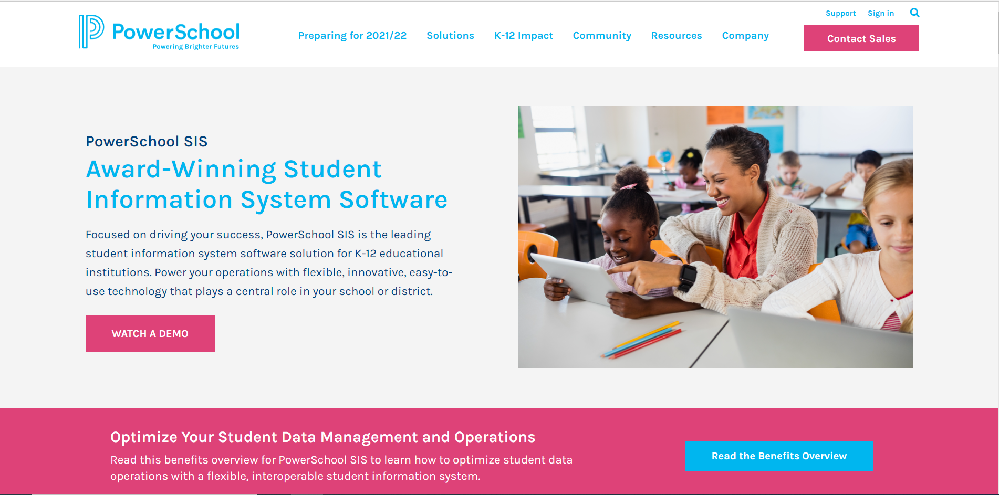 Support Sign in
PowerSchool
Powering Brighter Futures
Preparing for 2021/22 Solutions K-12 Impact Community Resources Company
Contact Sales
PowerSchool SIS
Award-Winning Student
Information System Software
Focused on driving your success, PowerSchool SIS is the leading
student information system software solution for K-12 educational
institutions. Power your operations with flexible, innovative, easy-to-
use technology that plays a central role in your school or district.
WATCH A DEMO
Optimize Your Student Data Management and Operations
Read this benefits overview for PowerSchool SIS to learn how to optimize student data
operations with a flexible, interoperable student information system.
Read the Benefits Overview